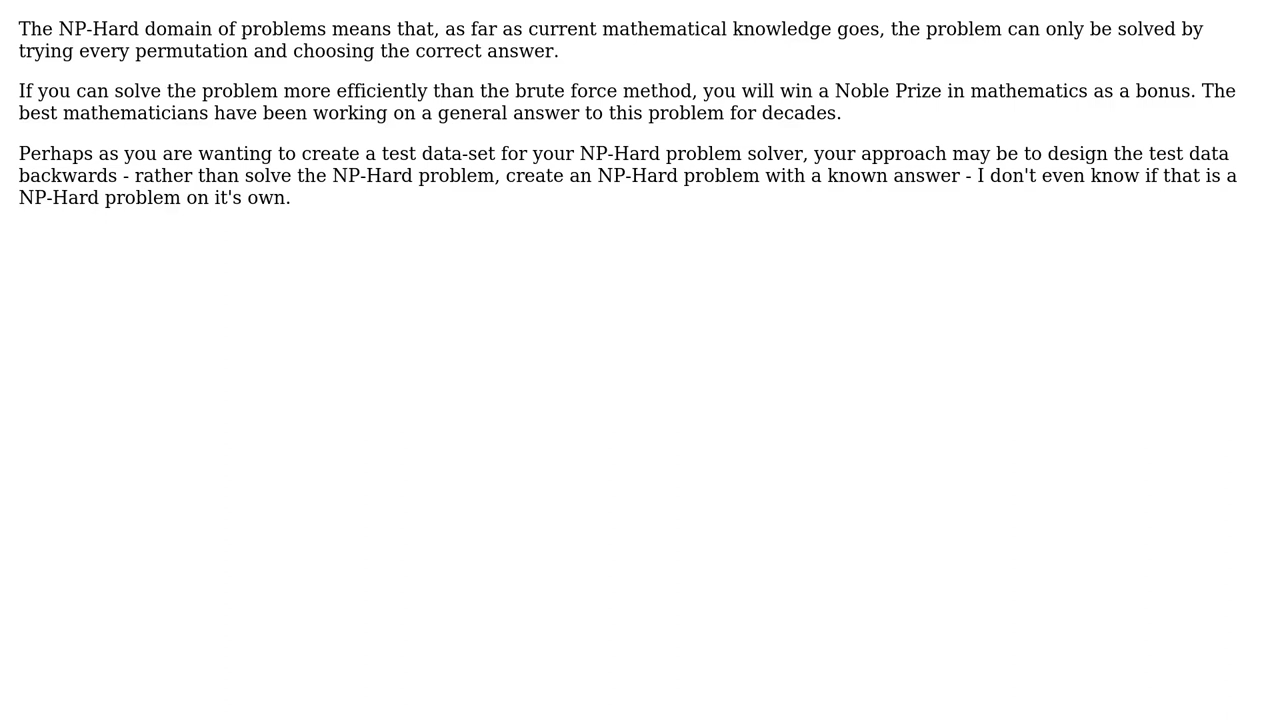 The NP-Hard domain of problems means that, as far as current mathematical knowledge goes, the problem can only be solved by
trying every permutation and choosing the correct answer.
If you can solve the problem more efficiently than the brute force method, you will win a Noble Prize in mathematics as a bonus. The
best mathematicians have been working on a general answer to this problem for decades.
Perhaps as you are wanting to create a test data-set for your NP-Hard problem solver, your approach may be to design the test data
backwards - rather than solve the NP-Hard problem, create an NP-Hard problem with a known answer - I don't even know if that is a
NP-Hard problem on it's own.